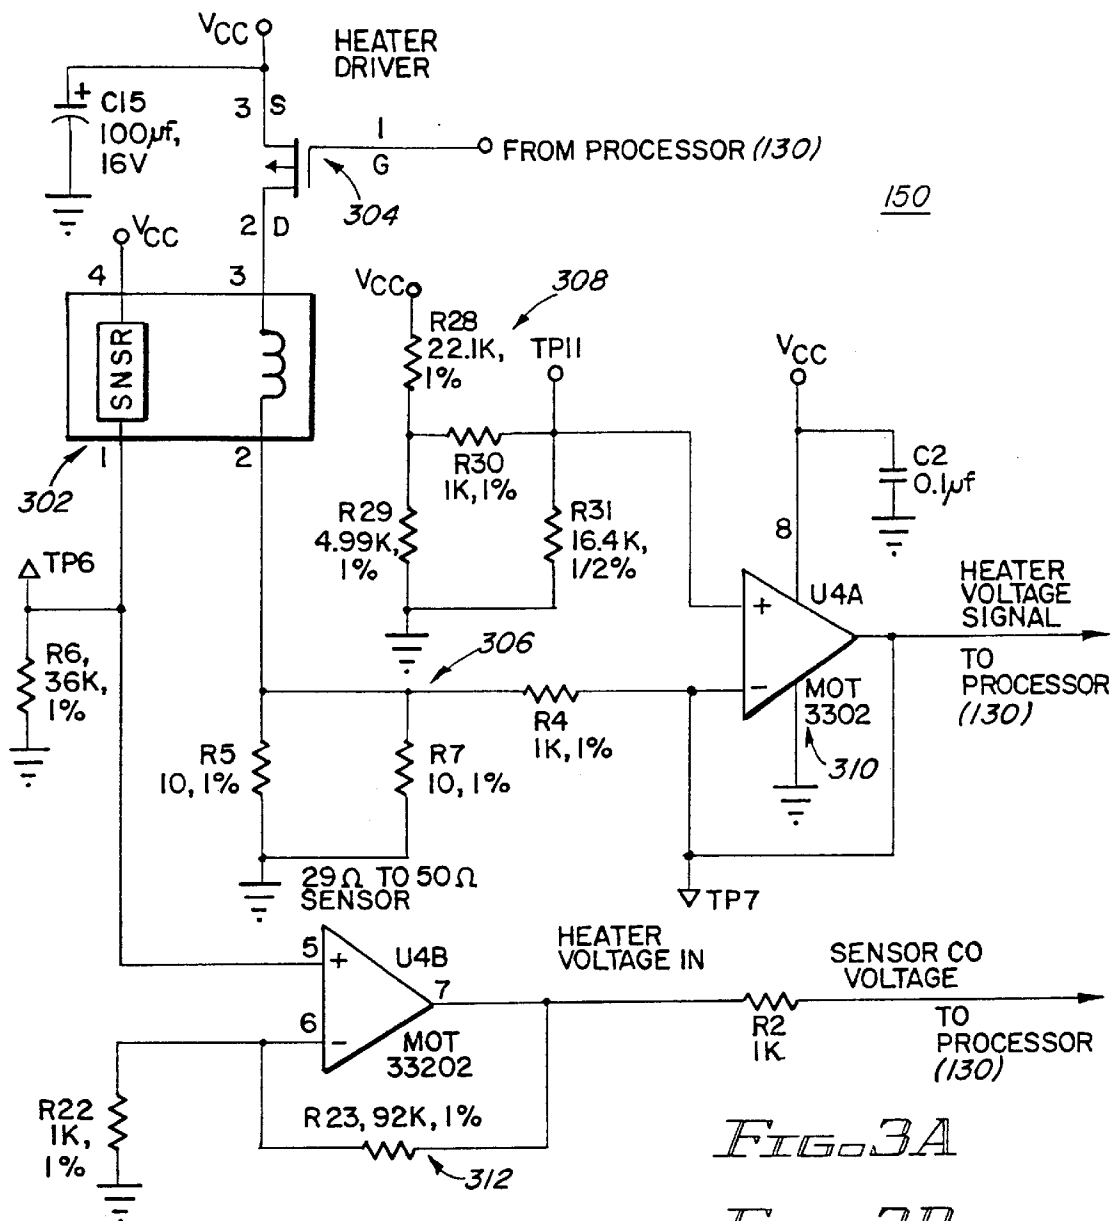 VCC
HEATER
DRIVER
+
C15
100µf,
16V
3 S
1
G
FROM PROCESSOR (130)
304
150
2 D
VCC
4
3
SNSR
1
2
302
VCC
308
R28
22.1K,
1%
TP11
R30
1K, 1%
R29
4.99K,
1%
R31
16.4K,
1/2%
VCC
C2
0.1µf
8
TP6
R6,
36K,
1%
306
+
U4A
-
MOT
3302
310
HEATER
VOLTAGE
SIGNAL
TO
PROCESSOR
(130)
R4
1K, 1%
R5
10, 1%
R7
10, 1%
29Ω TO 50Ω
SENSOR
TP7
5
+
U4B
7
6
-
MOT
33202
HEATER
VOLTAGE IN
SENSOR CO
VOLTAGE
R2
1K
TO
PROCESSOR
(130)
R22
1K,
1%
R23, 92K, 1%
312
FIG. 3A